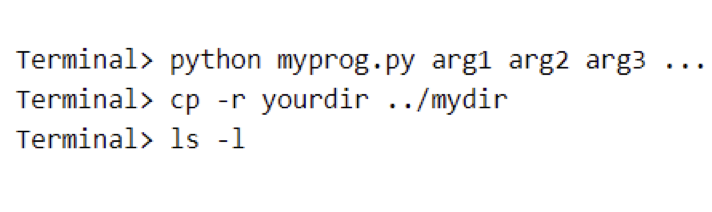 Terminal> python myprog.py arg1 arg2 arg3 ...
Terminal> cp -r yourdir ../mydir
Terminal> ls -l